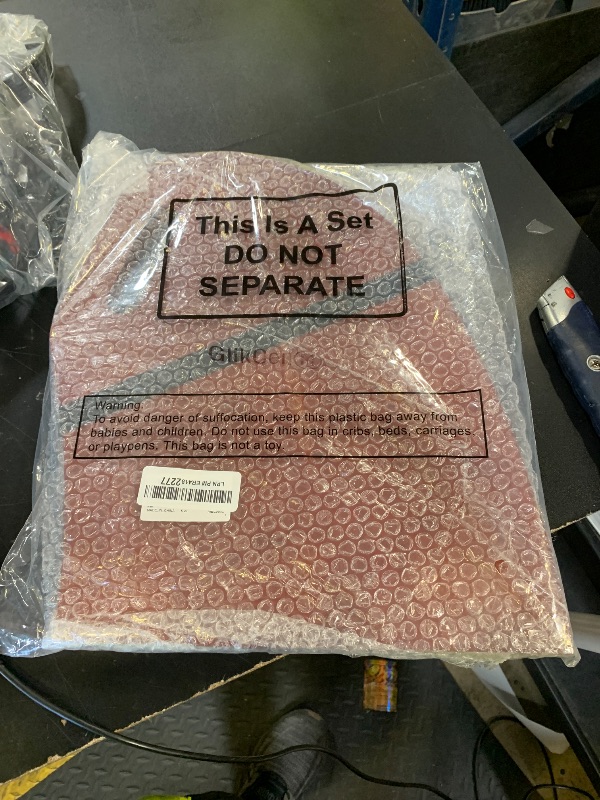 This Is A Set
DO NOT
SEPARATE
Warning
To avoid danger of suffocation, keep this plastic bag away from
babies and children. Do not use this bag in cribs, beds, carriages
or playpens. This bag is not a toy.